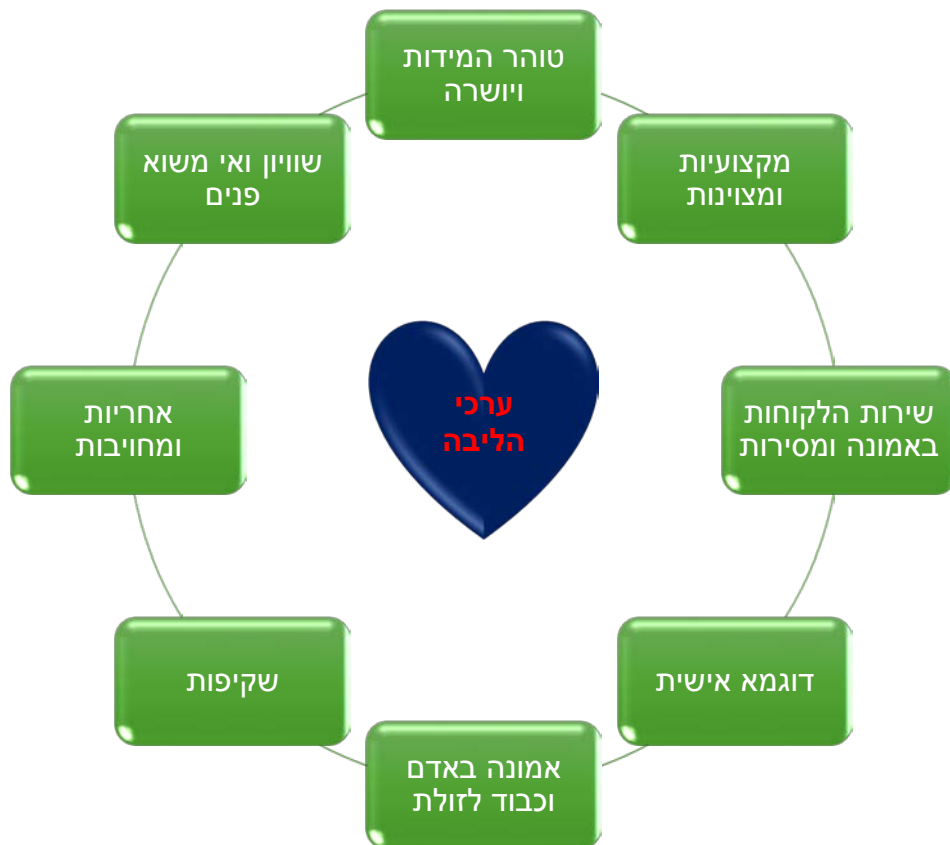 טוהר המידות
ויושרה
מקצועיות
ומצוינות
שירות הלקוחות
באמונה ומסירות
דוגמא אישית
אמונה באדם
וכבוד לזולת
שקיפות
אחריות
ומחויבות
שוויון ואי משוא
פנים
ערכי
הליבה